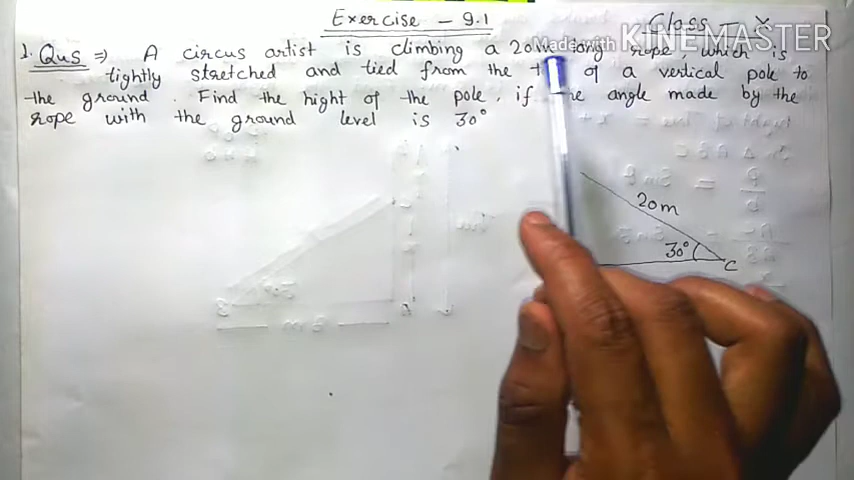 Exercise - 9.1
Class - X
Made with KINEMASTER
1. Qus ⇒ A circus artist is climbing a 20m long rope, which is
tightly stretched and tied from the of a vertical pole to
the ground. Find the hight of the pole, if the angle made by the
rope with the ground level is 30°
20m
30°
C